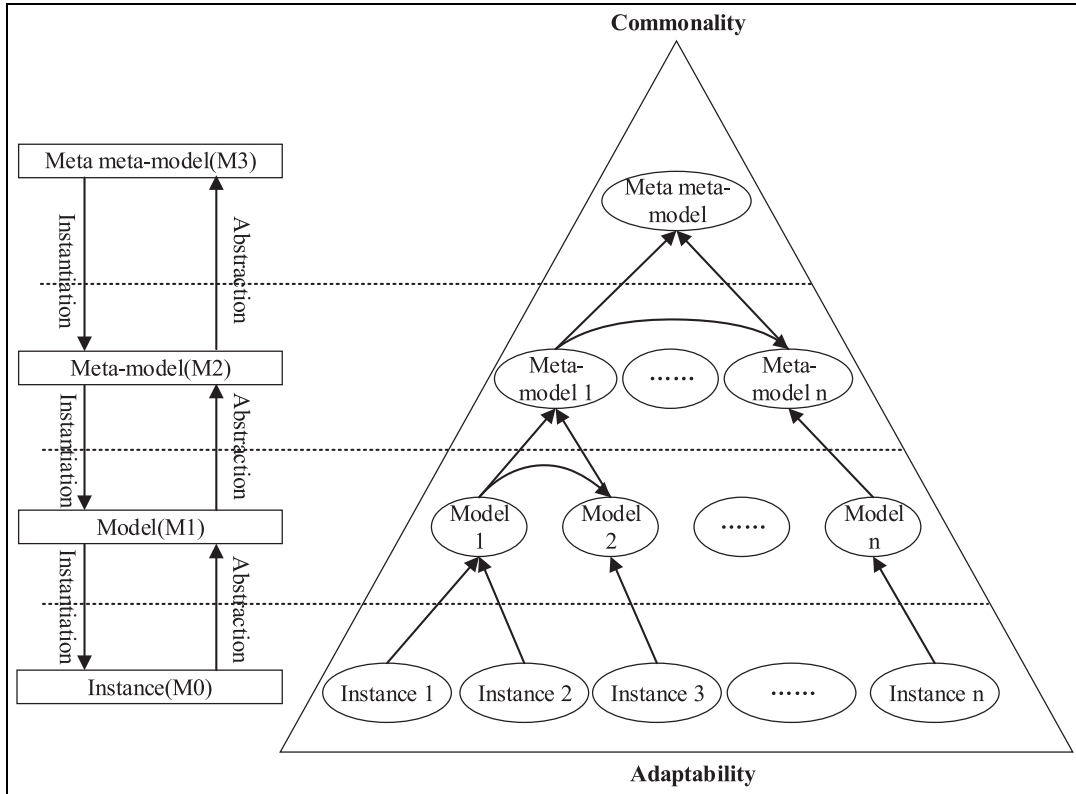 Commonality
Meta meta-model(M3)
Instantiation
Abstraction
Meta meta-
model
Meta-model(M2)
Instantiation
Abstraction
Meta-
model 1
……
Meta-
model n
Model(M1)
Instantiation
Abstraction
Model
1
Model
2
……
Model
n
Instance(M0)
Instance 1
Instance 2
Instance 3
……
Instance n
Adaptability